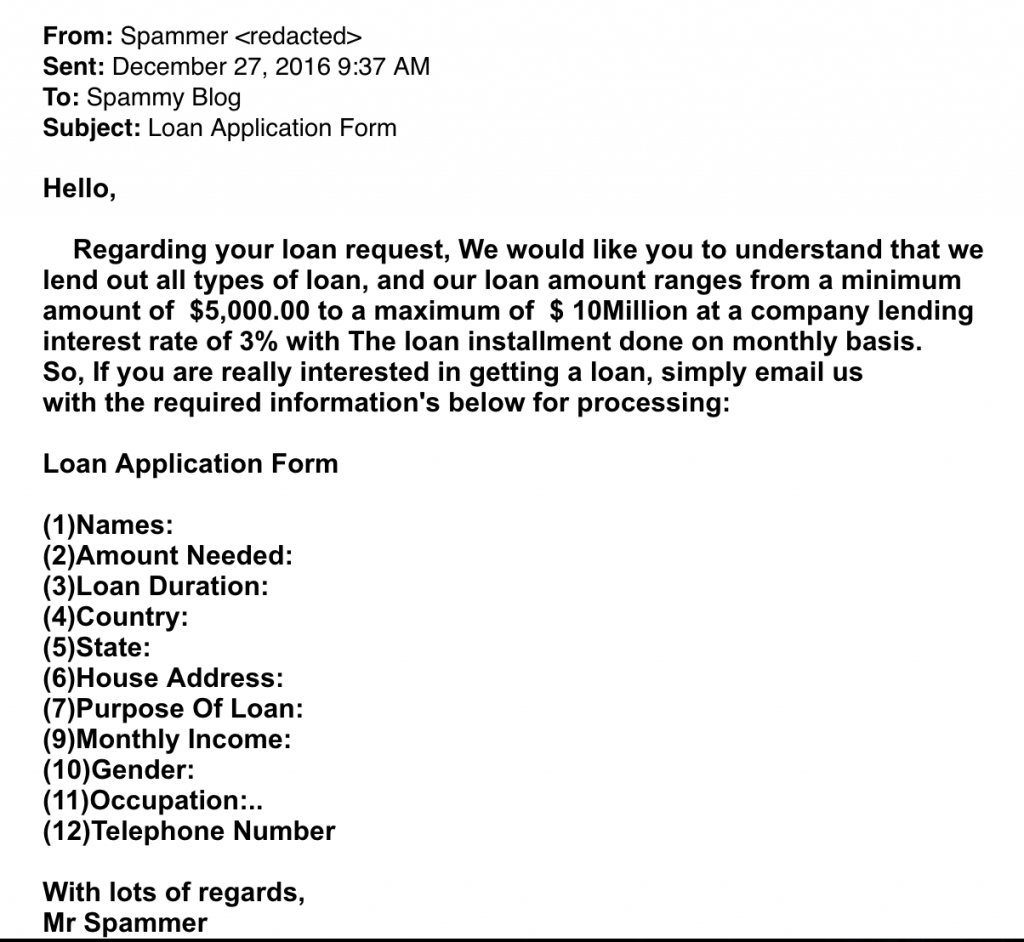 From: Spammer <redacted>
Sent: December 27, 2016 9:37 AM
To: Spammy Blog
Subject: Loan Application Form
Hello,
Regarding your loan request, We would like you to understand that we
lend out all types of loan, and our loan amount ranges from a minimum
amount of  $5,000.00 to a maximum of  $ 10Million at a company lending
interest rate of 3% with The loan installment done on monthly basis.
So, If you are really interested in getting a loan, simply email us
with the required information's below for processing:
Loan Application Form
(1)Names:
(2)Amount Needed:
(3)Loan Duration:
(4)Country:
(5)State:
(6)House Address:
(7)Purpose Of Loan:
(9)Monthly Income:
(10)Gender:
(11)Occupation:..
(12)Telephone Number
With lots of regards,
Mr Spammer